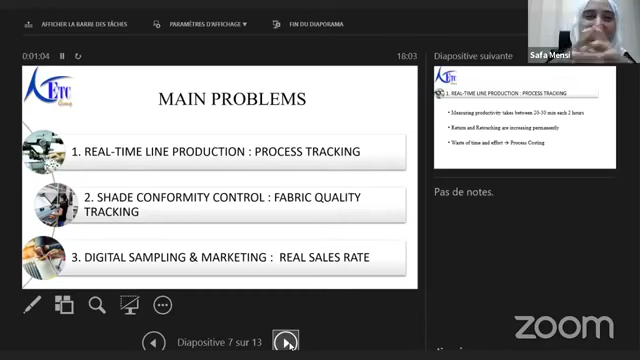 AFFICHER LA BARRE DES TÂCHES
PARAMÈTRES D'AFFICHAGE ▾
FIN DU DIAPORAMA
0:01:04
18:03
ETC
Group
MAIN PROBLEMS
1. REAL-TIME LINE PRODUCTION : PROCESS TRACKING
2. SHADE CONFORMITY CONTROL : FABRIC QUALITY
TRACKING
3. DIGITAL SAMPLING & MARKETING : REAL SALES RATE
Diapositive 7 sur 13
Safa Mensi
Diapositive suivante
ETC
1. REAL-TIME LINE PRODUCTION : PROCESS TRACKING
• Measuring productivity takes between 20-30 min each 2 hours
• Return and Retouching are increasing permanently
• Waste of time and effort → Process Costing
Pas de notes.
zoom